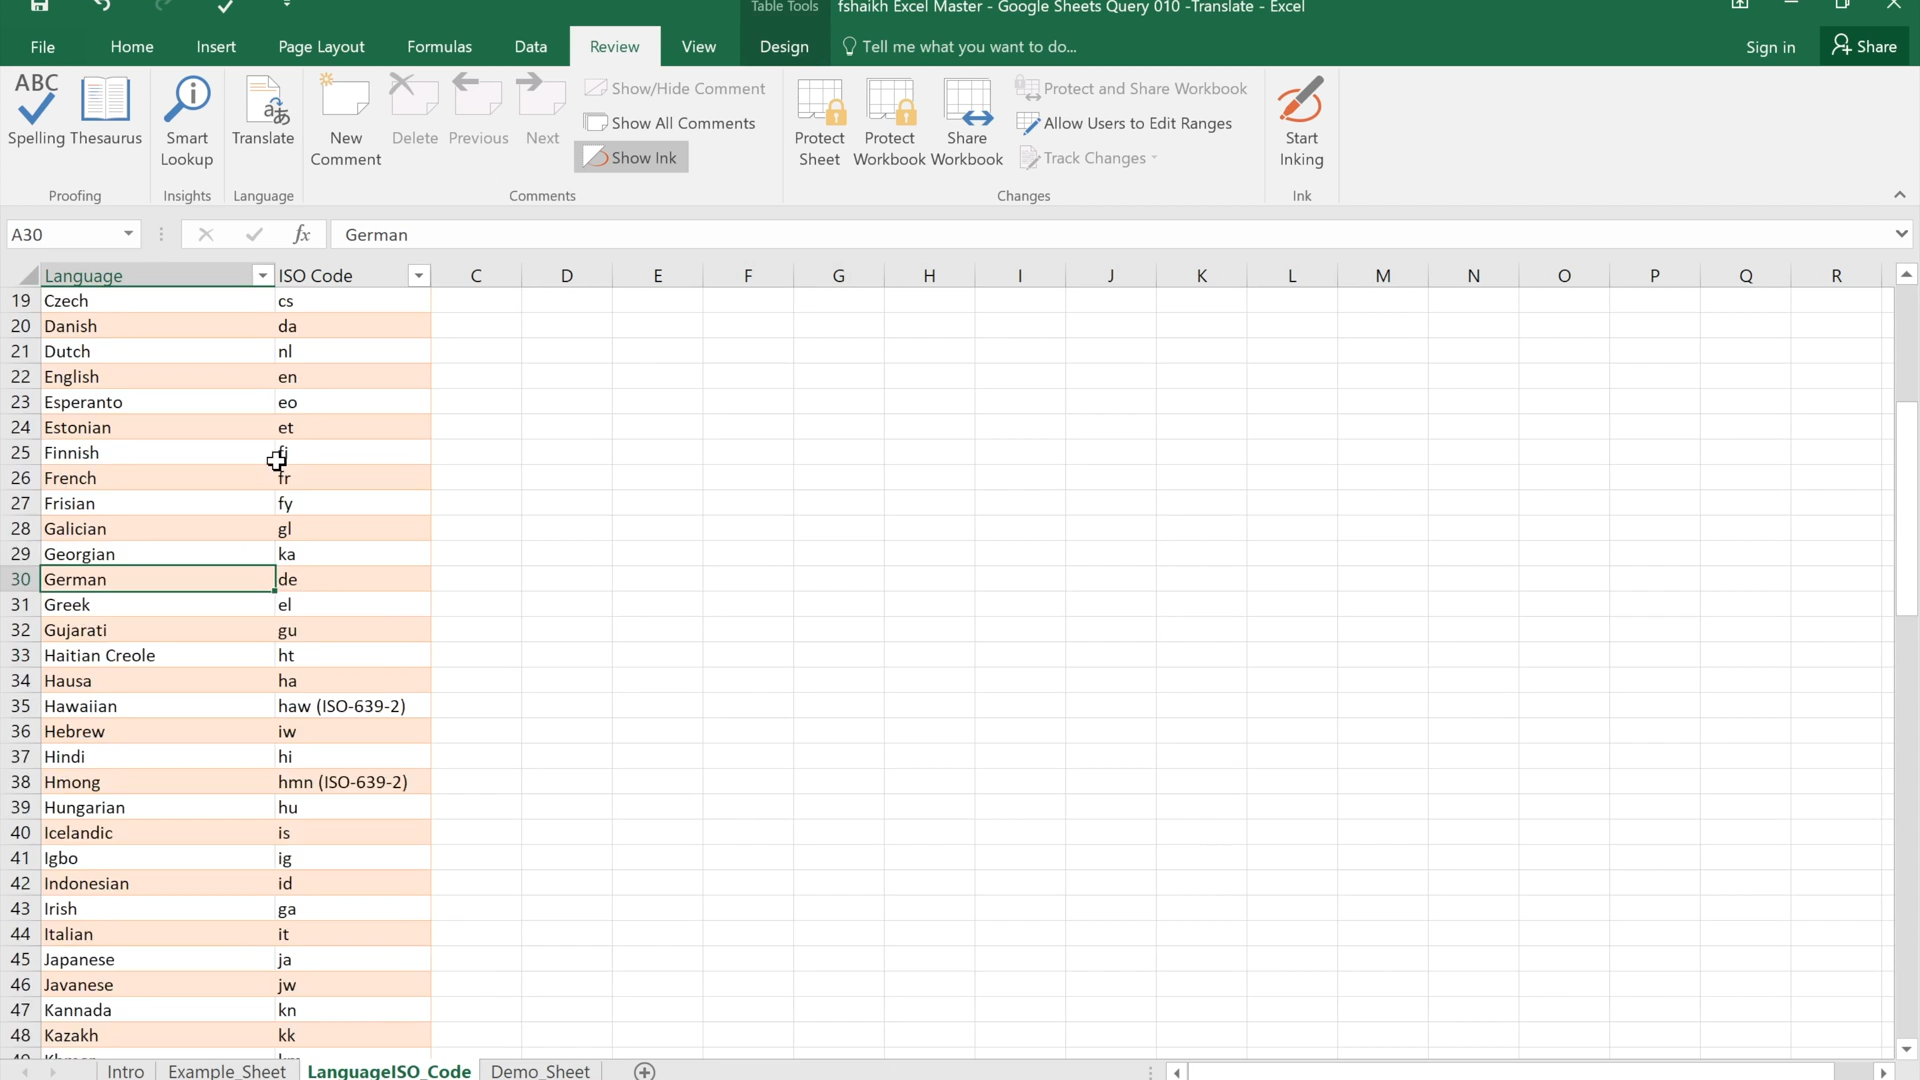 Table Tools fshaikh Excel Master - Google Sheets Query 010 -Translate - Excel
File Home Insert Page Layout Formulas Data Review View Design Tell me what you want to do... Sign in Share
ABC
Spelling Thesaurus Smart Lookup Translate New Comment Delete Previous Next Show/Hide Comment
Show All Comments
Show Ink
Protect Sheet Protect Workbook Share Workbook Protect and Share Workbook
Allow Users to Edit Ranges
Track Changes
Start Inking
Proofing Insights Language Comments Changes Ink
A30 fx German
Language ISO Code C D E F G H I J K L M N O P Q R
19 Czech cs
20 Danish da
21 Dutch nl
22 English en
23 Esperanto eo
24 Estonian et
25 Finnish fi
26 French fr
27 Frisian fy
28 Galician gl
29 Georgian ka
30 German de
31 Greek el
32 Gujarati gu
33 Haitian Creole ht
34 Hausa ha
35 Hawaiian haw (ISO-639-2)
36 Hebrew iw
37 Hindi hi
38 Hmong hmn (ISO-639-2)
39 Hungarian hu
40 Icelandic is
41 Igbo ig
42 Indonesian id
43 Irish ga
44 Italian it
45 Japanese ja
46 Javanese jw
47 Kannada kn
48 Kazakh kk
Intro Example_Sheet LanguageISO_Code Demo_Sheet